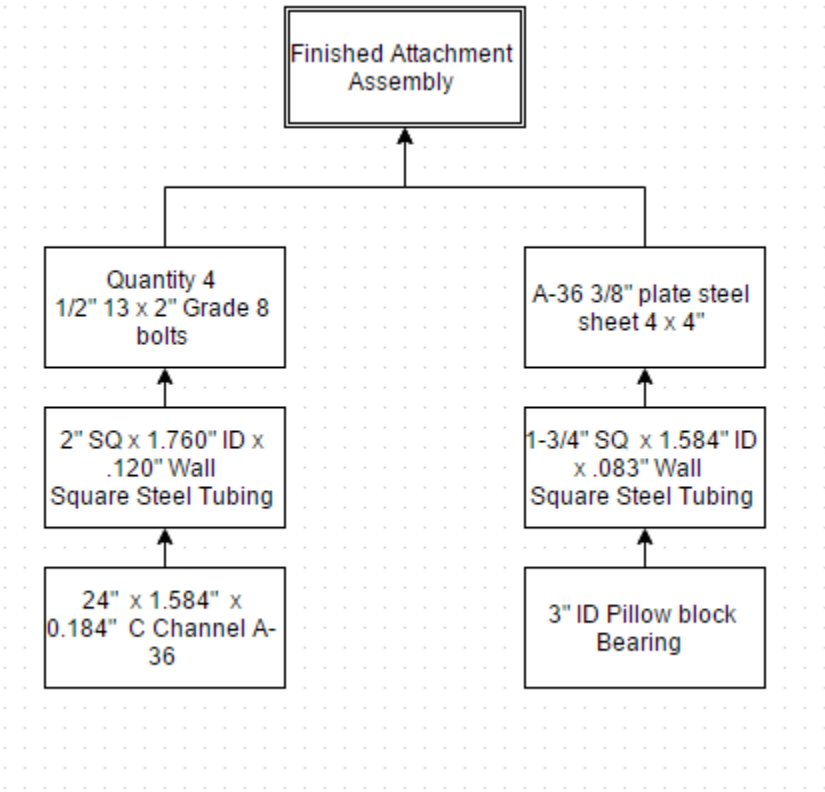 Finished Attachment
Assembly
Quantity 4
1/2" 13 x 2" Grade 8
bolts
A-36 3/8" plate steel
sheet 4 x 4"
2" SQ x 1.760" ID x
.120" Wall
Square Steel Tubing
1-3/4" SQ x 1.584" ID
x .083" Wall
Square Steel Tubing
24" x 1.584" x
0.184" C Channel A-
36
3" ID Pillow block
Bearing